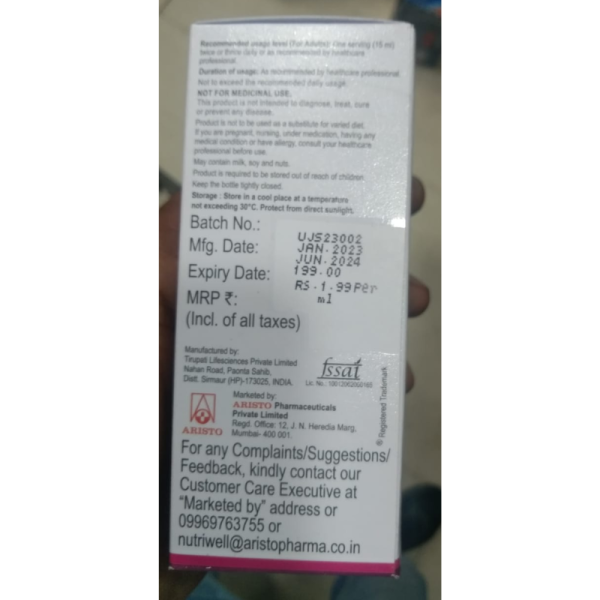 Recommended usage level (For Adults): One serving (15 ml)
twice or thrice daily or as recommended by healthcare
professional.
Duration of usage: As recommended by healthcare professional.
Not to exceed the recommended daily usage.
NOT FOR MEDICINAL USE.
This product is not intended to diagnose, treat, cure
or prevent any disease.
Product is not to be used as a substitute for varied diet.
If you are pregnant, nursing, under medication, having any
medical condition or have allergy, consult your healthcare
professional before use.
May contain milk, soy and nuts.
Product is required to be stored out of reach of children.
Keep the bottle tightly closed.
Storage : Store in a cool place at a temperature
not exceeding 30°C. Protect from direct sunlight.
Batch No.: UJS23002
Mfg. Date: JAN.2023
Expiry Date: JUN.2024
MRP ₹: 199.00
RS.1.99Per
ml
(Incl. of all taxes)
Manufactured by:
Tirupati Lifesciences Private Limited
Nahan Road, Paonta Sahib,
Distt. Sirmaur (HP)-173025, INDIA.
fssai
Lic. No.
Marketed by:
ARISTO Pharmaceuticals
Private Limited
Regd. Office: 12, J. N. Heredia Marg,
Mumbai- 400 001.
ARISTO
® Registered Trademark
For any Complaints/Suggestions/
Feedback, kindly contact our
Customer Care Executive at
"Marketed by" address or
09969763755 or
nutriwell@aristopharma.co.in